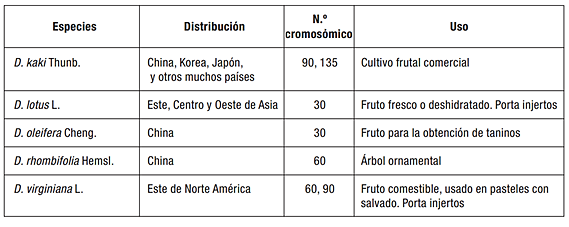 Especies Distribución N.º cromosómico Uso
D. kaki Thunb. China, Korea, Japón, y otros muchos países 90, 135 Cultivo frutal comercial
D. lotus L. Este, Centro y Oeste de Asia 30 Fruto fresco o deshidratado. Porta injertos
D. oleifera Cheng. China 30 Fruto para la obtención de taninos
D. rhombifolia Hemsl. China 60 Árbol ornamental
D. virginiana L. Este de Norte América 60, 90 Fruto comestible, usado en pasteles con salvado. Porta injertos